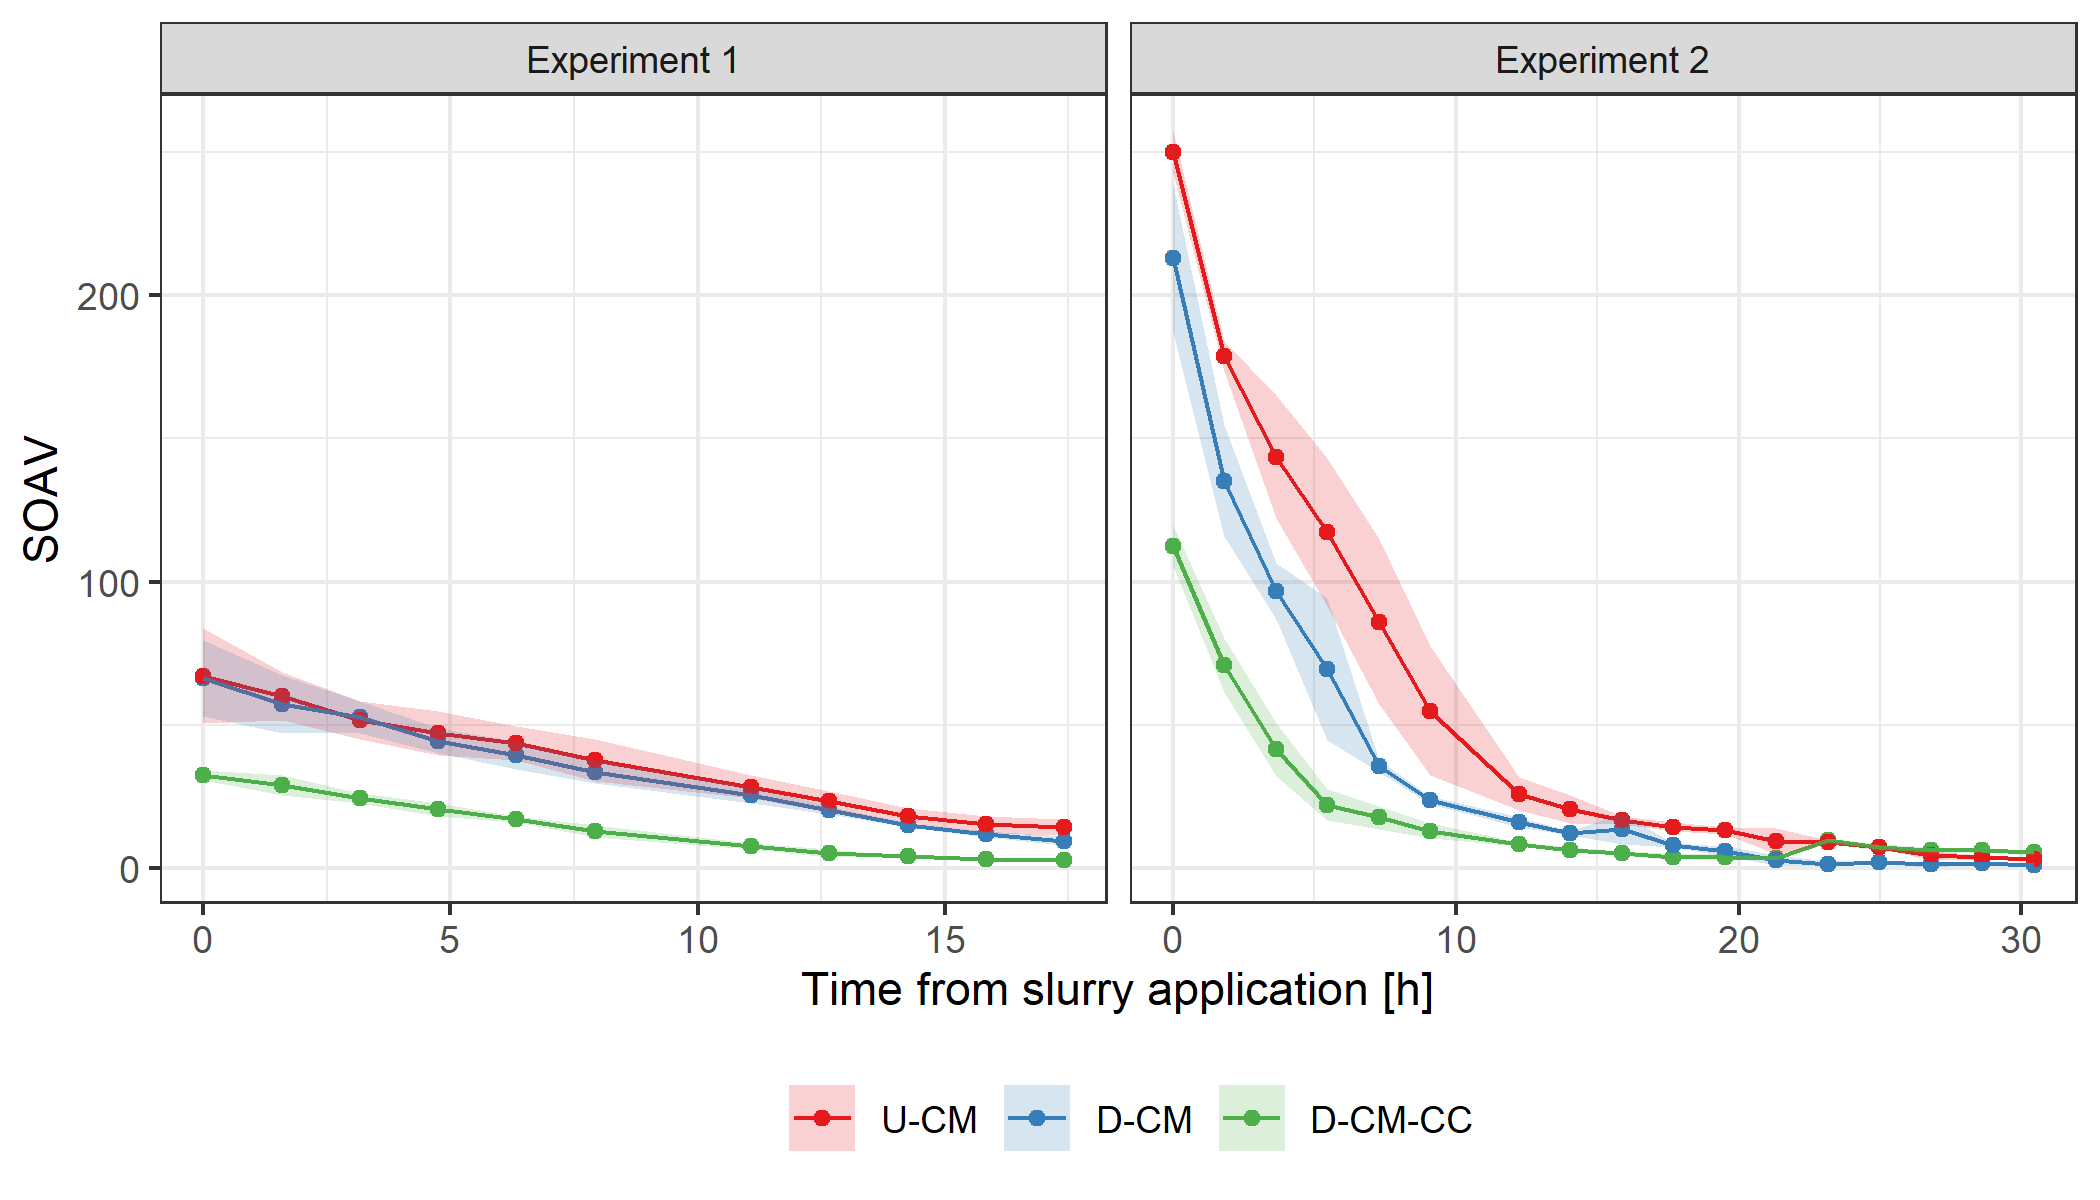 Experiment 1
Experiment 2
SOAV
200
100
0
0 5 10 15
0 10 20 30
Time from slurry application [h]
U-CM D-CM D-CM-CC